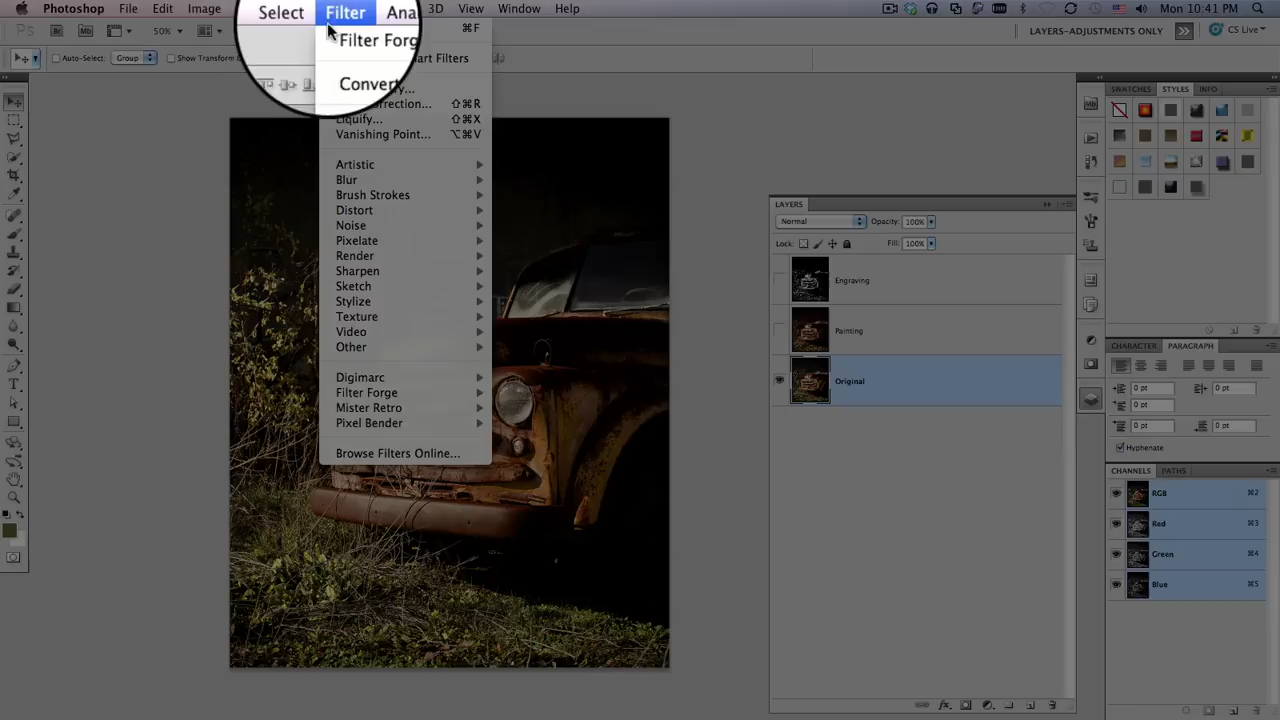 Photoshop File Edit Image Select Filter Ana 3D View Window Help
Mon 10:41 PM
50%
LAYERS-ADJUSTMENTS ONLY
CS Live
Auto-Select: Group Show Transform
Filter Forg ⌘F
art Filters
Convert
orrection... ⇧⌘R
Liquify... ⇧⌘X
Vanishing Point... ⌥⌘V
Artistic
Blur
Brush Strokes
Distort
Noise
Pixelate
Render
Sharpen
Sketch
Stylize
Texture
Video
Other
Digimarc
Filter Forge
Mister Retro
Pixel Bender
Browse Filters Online...
LAYERS
Normal Opacity: 100%
Lock: Fill: 100%
Engraving
Painting
Original
SWATCHES STYLES INFO
CHARACTER PARAGRAPH
0 pt 0 pt
0 pt
0 pt 0 pt
Hyphenate
CHANNELS PATHS
RGB ⌘2
Red ⌘3
Green ⌘4
Blue ⌘5